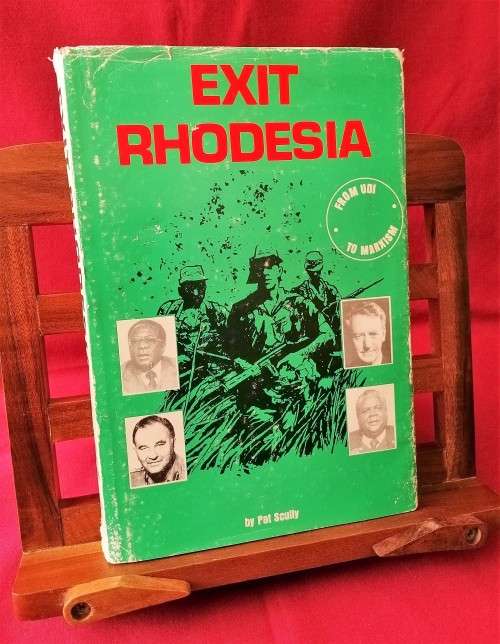 EXIT
RHODESIA
FROM UDI
TO MARXISM
by Pat Scully